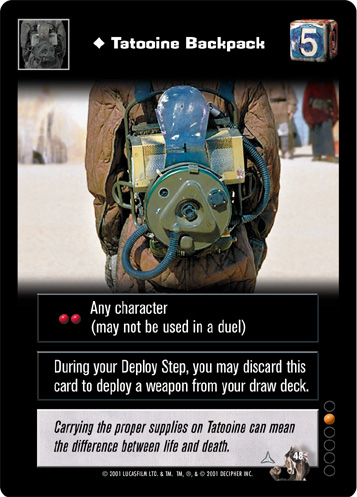 ◆ Tatooine Backpack
5
Any character
(may not be used in a duel)
During your Deploy Step, you may discard this
card to deploy a weapon from your draw deck.
Carrying the proper supplies on Tatooine can mean
the difference between life and death.
48
© 2001 LUCASFILM LTD. & TM. TM, ®, & © 2001 DECIPHER INC.